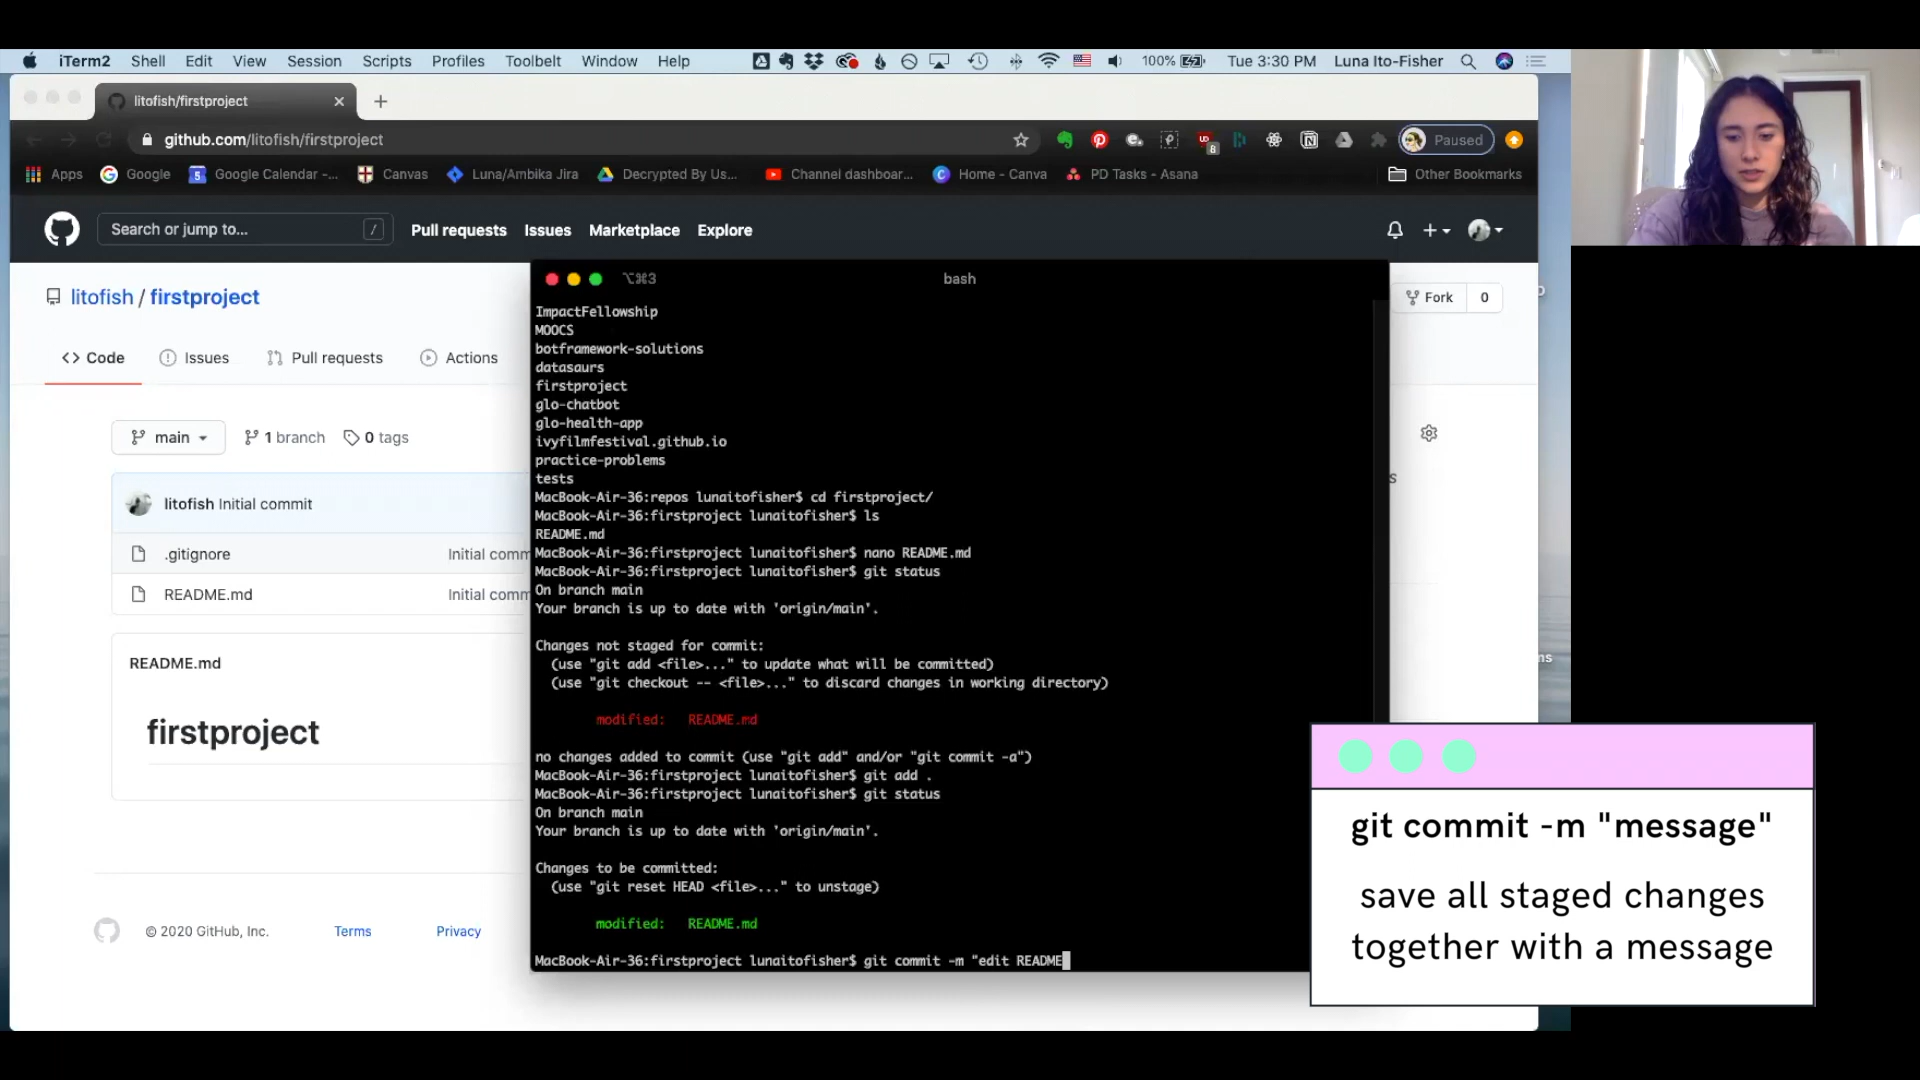 iTerm2 Shell Edit View Session Scripts Profiles Toolbelt Window Help 100% Tue 3:30 PM Luna Ito-Fisher
litofish/firstproject
github.com/litofish/firstproject Paused
Apps Google Google Calendar -... Canvas Luna/Ambika Jira Decrypted By Us... Channel dashboar... Home - Canva PD Tasks - Asana Other Bookmarks
Search or jump to... / Pull requests Issues Marketplace Explore
litofish / firstproject
Fork 0
Code Issues Pull requests Actions
main 1 branch 0 tags
litofish Initial commit
.gitignore Initial comm
README.md Initial comm
README.md
firstproject
© 2020 GitHub, Inc. Terms Privacy
⌥⌘3 bash
ImpactFellowship
MOOCS
botframework-solutions
datasaurs
firstproject
glo-chatbot
glo-health-app
ivyfilmfestival.github.io
practice-problems
tests
MacBook-Air-36:repos lunaitofisher$ cd firstproject/
MacBook-Air-36:firstproject lunaitofisher$ ls
README.md
MacBook-Air-36:firstproject lunaitofisher$ nano README.md
MacBook-Air-36:firstproject lunaitofisher$ git status
On branch main
Your branch is up to date with 'origin/main'.
Changes not staged for commit:
(use "git add <file>..." to update what will be committed)
(use "git checkout -- <file>..." to discard changes in working directory)
modified: README.md
no changes added to commit (use "git add" and/or "git commit -a")
MacBook-Air-36:firstproject lunaitofisher$ git add .
MacBook-Air-36:firstproject lunaitofisher$ git status
On branch main
Your branch is up to date with 'origin/main'.
Changes to be committed:
(use "git reset HEAD <file>..." to unstage)
modified: README.md
MacBook-Air-36:firstproject lunaitofisher$ git commit -m "edit README
git commit -m "message"
save all staged changes
together with a message